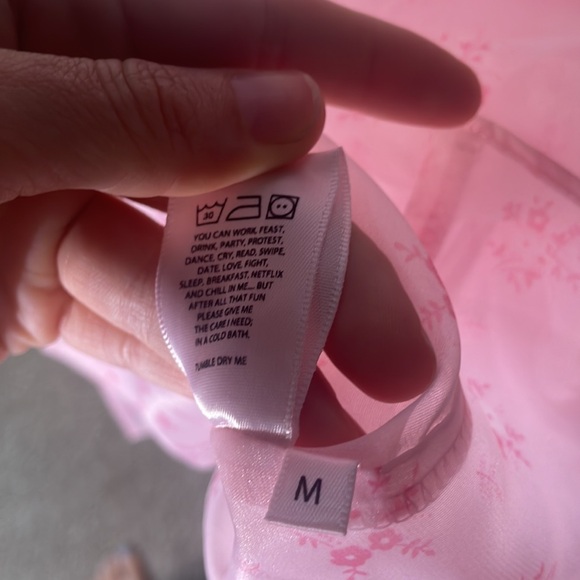 30
YOU CAN WORK, FEAST,
DRINK, PARTY, PROTEST,
DANCE, CRY, READ, SWIPE,
DATE, LOVE, FIGHT,
SLEEP, BREAKFAST, NETFLIX
AND CHILL IN ME... BUT
AFTER ALL THAT FUN
PLEASE GIVE ME
THE CARE I NEED;
IN A COLD BATH.
TUMBLE DRY ME
M